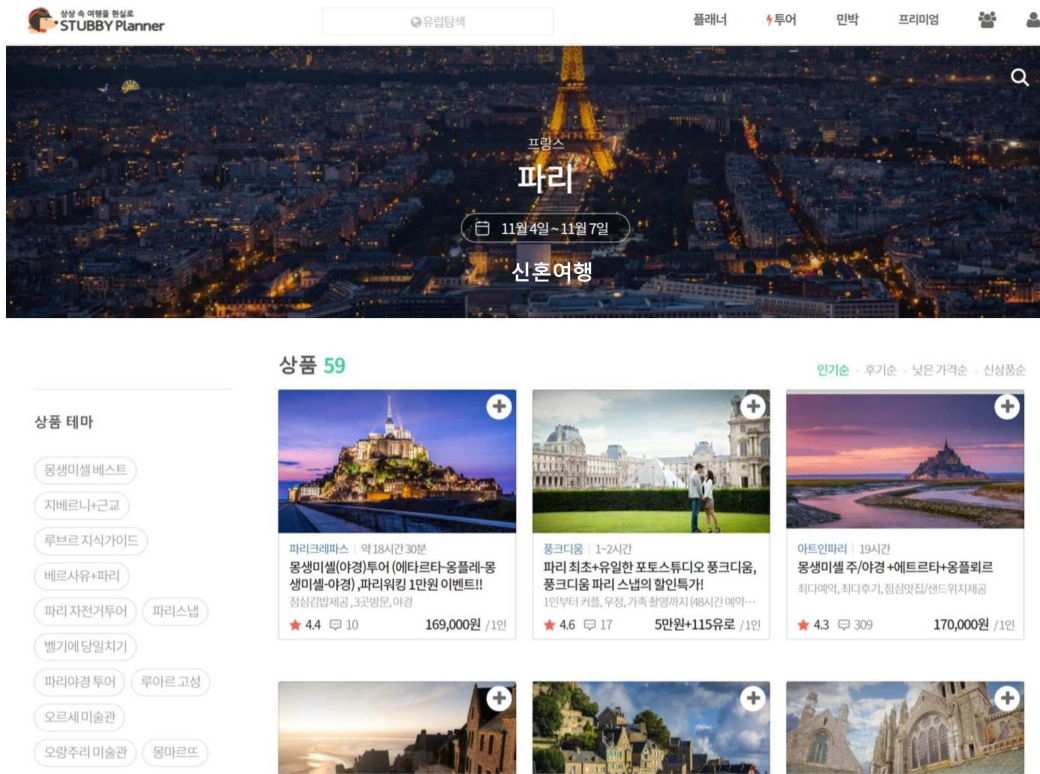 상상 속 여행을 현실로
STUBBY Planner
유럽탐색
플래너
투어
민박
프리미엄
프랑스
파리
11월 4일 ~ 11월 7일
신혼여행
상품 59
인기순 · 후기순 · 낮은 가격순 · 신상품순
상품 테마
몽생미셸 베스트
지베르니+근교
루브르 지식가이드
베르사유+파리
파리 자전거투어
파리스냅
벨기에 당일치기
파리야경 투어
루아르 고성
오르세 미술관
오랑주리 미술관
몽마르뜨
파리크레파스 | 약 18시간 30분
몽생미셸(야경)투어 (에타르타-옹플레-몽
생미셸-야경) ,파리워킹 1만원 이벤트!!
점심김밥제공 , 3곳방문, 야경
4.4 10 169,000원 /1인
퐁크디움 | 1~2시간
파리 최초+유일한 포토스튜디오 퐁크디움,
퐁크디움 파리 스냅의 할인특가!
1인부터 커플, 우정, 가족 촬영까지 (48시간 예약…
4.6 17 5만원+115유로 /1인
아트인파리 | 19시간
몽생미셸 주/야경 +에트르타+옹플뢰르
최다예약, 최다후기, 점심맛집/샌드위치제공
4.3 309 170,000원 /1인